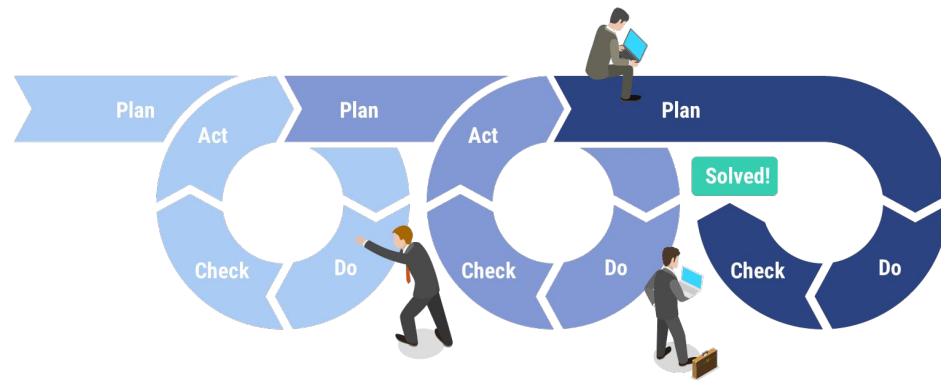 Plan
Act
Check
Do
Plan
Act
Check
Do
Plan
Do
Check
Solved!